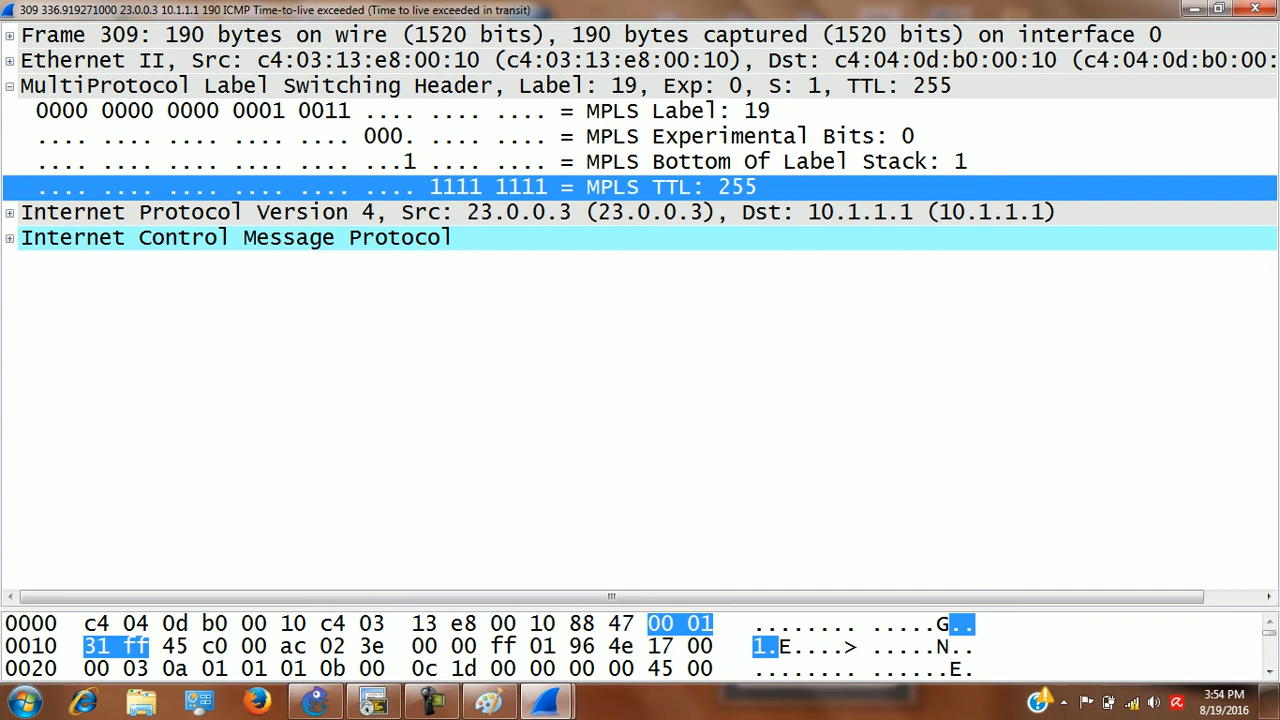 309 336.919271000 23.0.0.3 10.1.1.1 190 ICMP Time-to-live exceeded (Time to live exceeded in transit)
Frame 309: 190 bytes on wire (1520 bits), 190 bytes captured (1520 bits) on interface 0
Ethernet II, Src: c4:03:13:e8:00:10 (c4:03:13:e8:00:10), Dst: c4:04:0d:b0:00:10 (c4:04:0d:b0:00:
MultiProtocol Label Switching Header, Label: 19, Exp: 0, S: 1, TTL: 255
0000 0000 0000 0001 0011 .... .... .... = MPLS Label: 19
.... .... .... .... .... 000. .... .... = MPLS Experimental Bits: 0
.... .... .... .... .... ...1 .... .... = MPLS Bottom Of Label Stack: 1
.... .... .... .... .... .... 1111 1111 = MPLS TTL: 255
Internet Protocol Version 4, Src: 23.0.0.3 (23.0.0.3), Dst: 10.1.1.1 (10.1.1.1)
Internet Control Message Protocol
0000 c4 04 0d b0 00 10 c4 03 13 e8 00 10 88 47 00 01 ........ .....G..
0010 31 ff 45 c0 00 ac 02 3e 00 00 ff 01 96 4e 17 00 1.E....> .....N..
0020 00 03 0a 01 01 01 0b 00 0c 1d 00 00 00 00 45 00 ........ ......E.
3:54 PM
8/19/2016